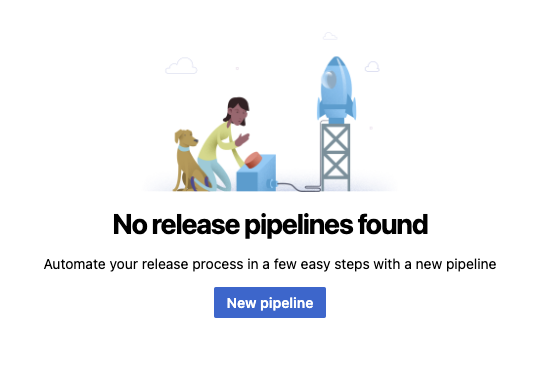 No release pipelines found
Automate your release process in a few easy steps with a new pipeline
New pipeline